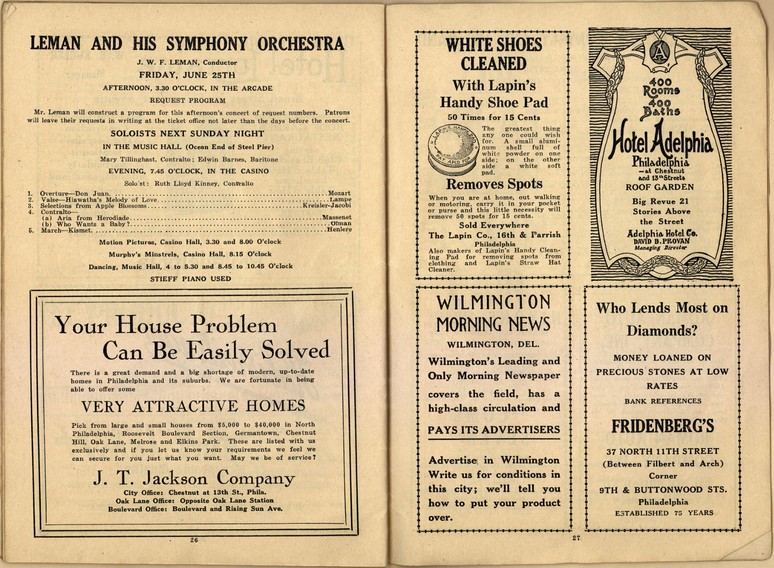 LEMAN AND HIS SYMPHONY ORCHESTRA
J. W. F. LEMAN, Conductor
FRIDAY, JUNE 25TH
AFTERNOON, 3.30 O'CLOCK, IN THE ARCADE
REQUEST PROGRAM
Mr. Leman will construct a program for this afternoon's concert of request numbers. Patrons
will leave their requests in writing at the ticket office not later than the days before the concert.
SOLOISTS NEXT SUNDAY NIGHT
IN THE MUSIC HALL (Ocean End of Steel Pier)
Mary Tillinghast, Contralto; Edwin Barnes, Baritone
EVENING, 7.45 O'CLOCK, IN THE CASINO
Soloist: Ruth Lloyd Kinney, Contralto
1. Overture—Don Juan. Mozart
2. Valse—Hiawatha's Melody of Love Lampe
3. Selections from Apple Blossoms Kreisler-Jacobi
4. Contralto—
(a) Aria from Herodiade Massenet
(b) Who Wants a Baby? Olman
5. March—Kismet Henlere
Motion Pictures, Casino Hall, 3.30 and 8.00 O'clock
Murphy's Minstrels, Casino Hall, 8.15 O'clock
Dancing, Music Hall, 4 to 5.30 and 8.45 to 10.45 O'clock
STIEFF PIANO USED
Your House Problem
Can Be Easily Solved
There is a great demand and a big shortage of modern, up-to-date
homes in Philadelphia and its suburbs. We are fortunate in being
able to offer some
VERY ATTRACTIVE HOMES
Pick from large and small houses from $5,000 to $40,000 in North
Philadelphia, Roosevelt Boulevard Section, Germantown, Chestnut
Hill, Oak Lane, Melrose and Elkins Park. These are listed with us
exclusively and if you let us know your requirements we feel we
can secure for you just what you want. May we be of service?
J. T. Jackson Company
City Office: Chestnut at 13th St., Phila.
Oak Lane Office: Opposite Oak Lane Station
Boulevard Office: Boulevard and Rising Sun Ave.
26
WHITE SHOES
CLEANED
With Lapin's
Handy Shoe Pad
50 Times for 15 Cents
The greatest thing
any one could wish
for. A small alumi-
num shell full of
white powder on one
side; on the other
side a white soft
pad.
Removes Spots
When you are at home, out walking
or motoring, carry it in your pocket
or purse and this little necessity will
remove 50 spots for 15 cents.
Sold Everywhere
The Lapin Co., 16th & Parrish
Philadelphia
Also makers of Lapin's Handy Clean-
ing Pad for removing spots from
clothing and Lapin's Straw Hat
Cleaner.
A
400
Rooms
400
Baths
Hotel Adelphia
Philadelphia
—at Chestnut
and 13th Streets
ROOF GARDEN
Big Revue 21
Stories Above
the Street
Adelphia Hotel Co.
DAVID B. PROVAN
Managing Director
WILMINGTON
MORNING NEWS
WILMINGTON, DEL.
Wilmington's Leading and
Only Morning Newspaper
covers the field, has a
high-class circulation and
PAYS ITS ADVERTISERS
Advertise in Wilmington
Write us for conditions in
this city; we'll tell you
how to put your product
over.
Who Lends Most on
Diamonds?
MONEY LOANED ON
PRECIOUS STONES AT LOW
RATES
BANK REFERENCES
FRIDENBERG'S
37 NORTH 11TH STREET
(Between Filbert and Arch)
Corner
9TH & BUTTONWOOD STS.
Philadelphia
ESTABLISHED 75 YEARS
27